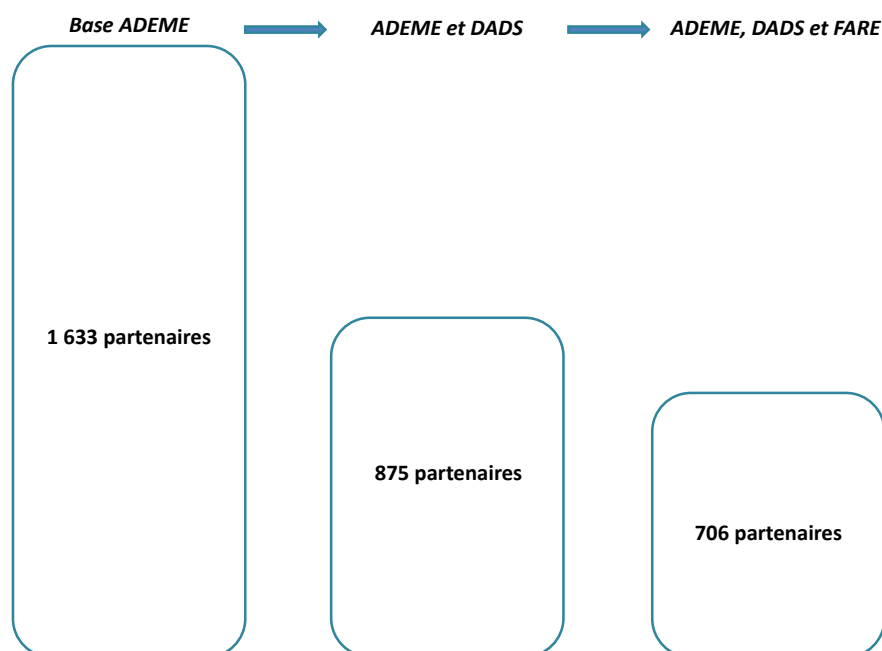 Base ADEME
ADEME et DADS
ADEME, DADS et FARE
1 633 partenaires
875 partenaires
706 partenaires